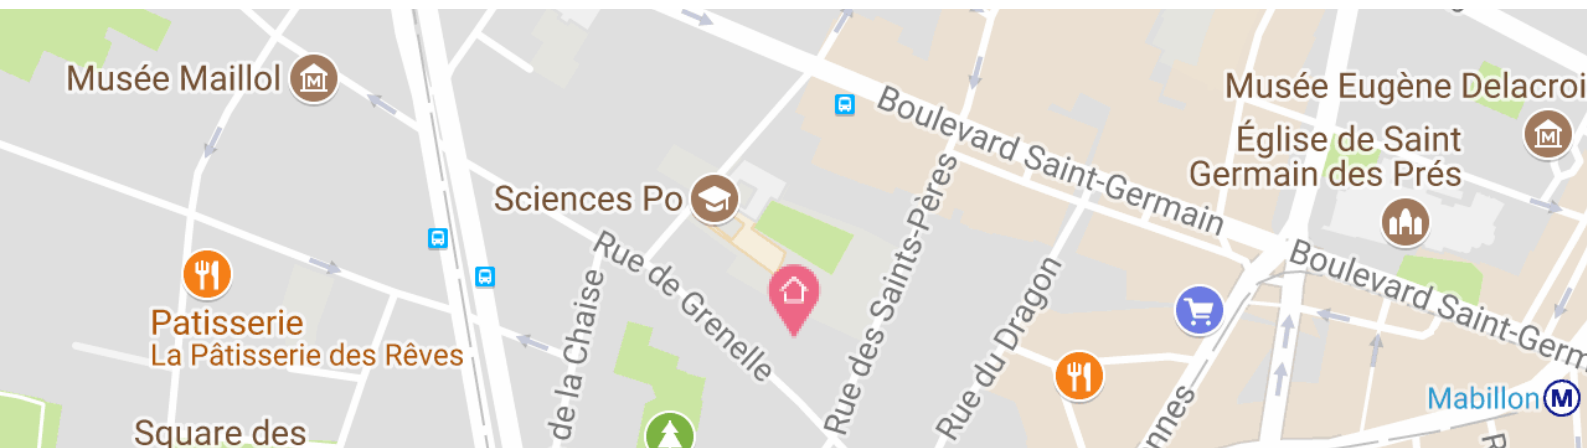 Musée Maillol
Musée Eugène Delacroi
Boulevard Saint-Germain
Église de Saint
Germain des Prés
Sciences Po
Rue de Grenelle
Rue des Saints-Pères
Rue du Dragon
de la Chaise
Boulevard Saint-Germ
Patisserie
La Pâtisserie des Rêves
Mabillon M
nnes
Square des